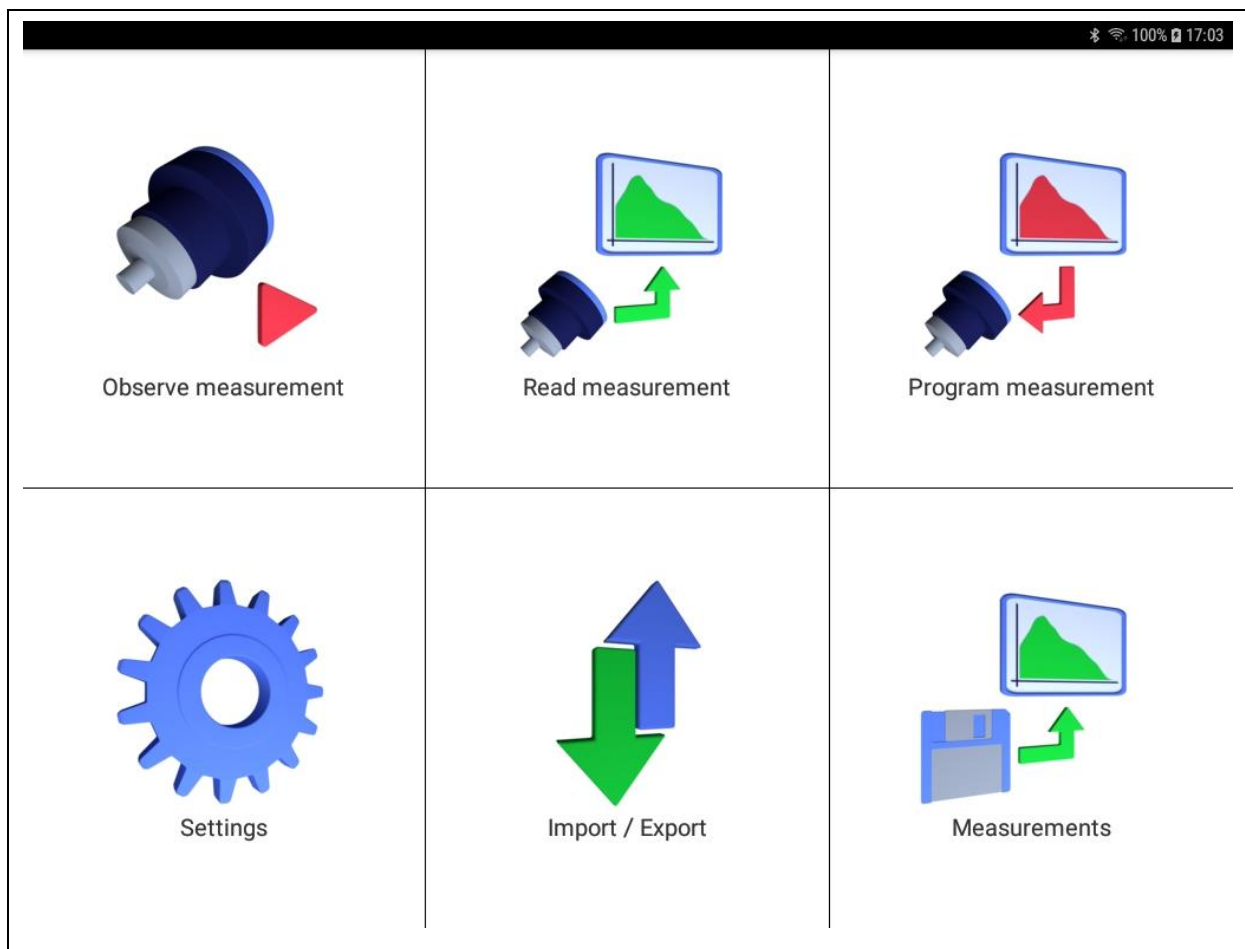 100% 17:03
Observe measurement
Read measurement
Program measurement
Settings
Import / Export
Measurements